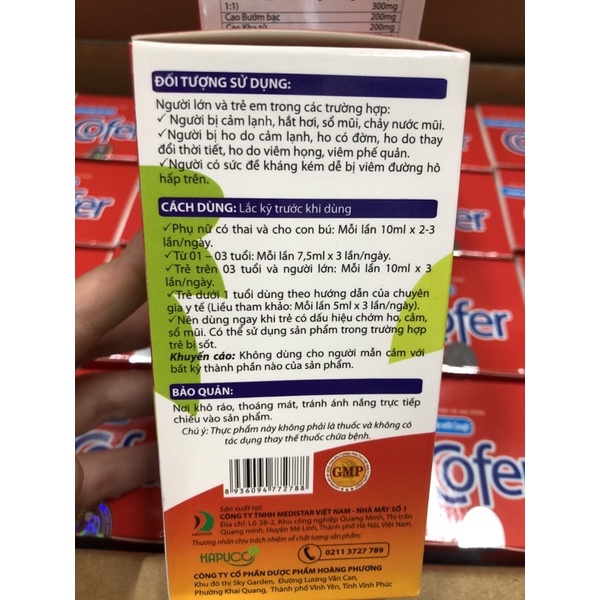 1:1)
300mg
Cao Bướm bạc
200mg
Cao Kha tử
200mg
ĐỐI TƯỢNG SỬ DỤNG:
Người lớn và trẻ em trong các trường hợp:
✓Người bị cảm lạnh, hắt hơi, sổ mũi, chảy nước mũi.
✓Người bị ho do cảm lạnh, ho có đờm, ho do thay
đổi thời tiết, ho do viêm họng, viêm phế quản.
✓Người có sức đề kháng kém dễ bị viêm đường hô
hấp trên.
CÁCH DÙNG: Lắc kỹ trước khi dùng
✓Phụ nữ có thai và cho con bú: Mỗi lần 10ml x 2-3
lần/ngày.
✓Từ 01 – 03 tuổi: Mỗi lần 7,5ml x 3 lần/ngày.
✓Trẻ trên 03 tuổi và người lớn: Mỗi lần 10ml x 3
lần/ngày.
✓Trẻ dưới 1 tuổi dùng theo hướng dẫn của chuyên
gia y tế (Liều tham khảo: Mỗi lần 5ml x 3 lần/ngày).
✓Nên dùng ngay khi trẻ có dấu hiệu chớm ho, cảm,
sổ mũi. Có thể sử dụng sản phẩm trong trường hợp
trẻ bị sốt.
Khuyến cáo: Không dùng cho người mẫn cảm với
bất kỳ thành phần nào của sản phẩm.
BẢO QUẢN:
Nơi khô ráo, thoáng mát, tránh ánh nắng trực tiếp
chiếu vào sản phẩm.
Chú ý: Thực phẩm này không phải là thuốc và không có
tác dụng thay thế thuốc chữa bệnh.
8936094772788
GMP
Sản xuất tại:
CÔNG TY TNHH MEDISTAR VIỆT NAM - NHÀ MÁY SỐ 1
Địa chỉ: Lô 38-2, Khu công nghiệp Quang Minh, Thị trấn
Quang minh, Huyện Mê Linh, Thành phố Hà Nội, Việt Nam.
MEDISTAR
Thương nhân chịu trách nhiệm về chất lượng sản phẩm:
HAPUCO
0211 3727 789
CÔNG TY CỔ PHẦN DƯỢC PHẨM HOÀNG PHƯƠNG
Khu đô thị Sky Garden, Đường Lương Văn Can,
Phường Khai Quang, Thành phố Vĩnh Yên, Tỉnh Vĩnh Phúc
Cofer
ofer
Cofer